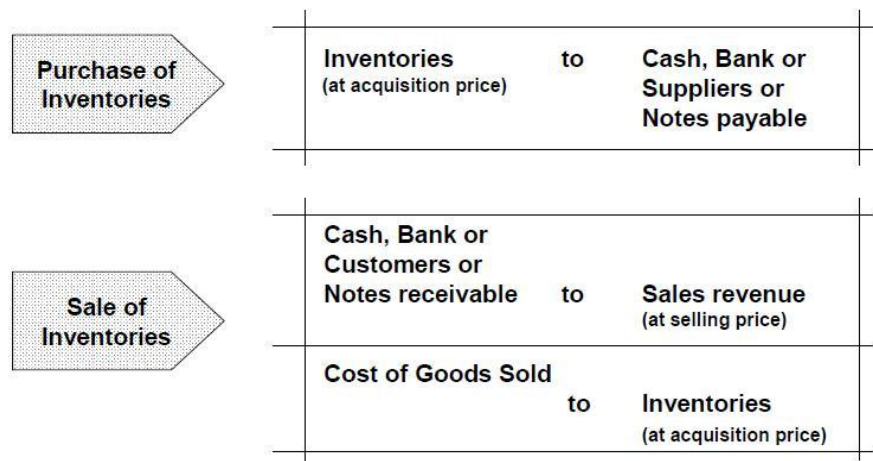 Purchase of
Inventories
Inventories to Cash, Bank or
(at acquisition price) Suppliers or
Notes payable
Sale of
Inventories
Cash, Bank or
Customers or
Notes receivable to Sales revenue
(at selling price)
Cost of Goods Sold
to Inventories
(at acquisition price)